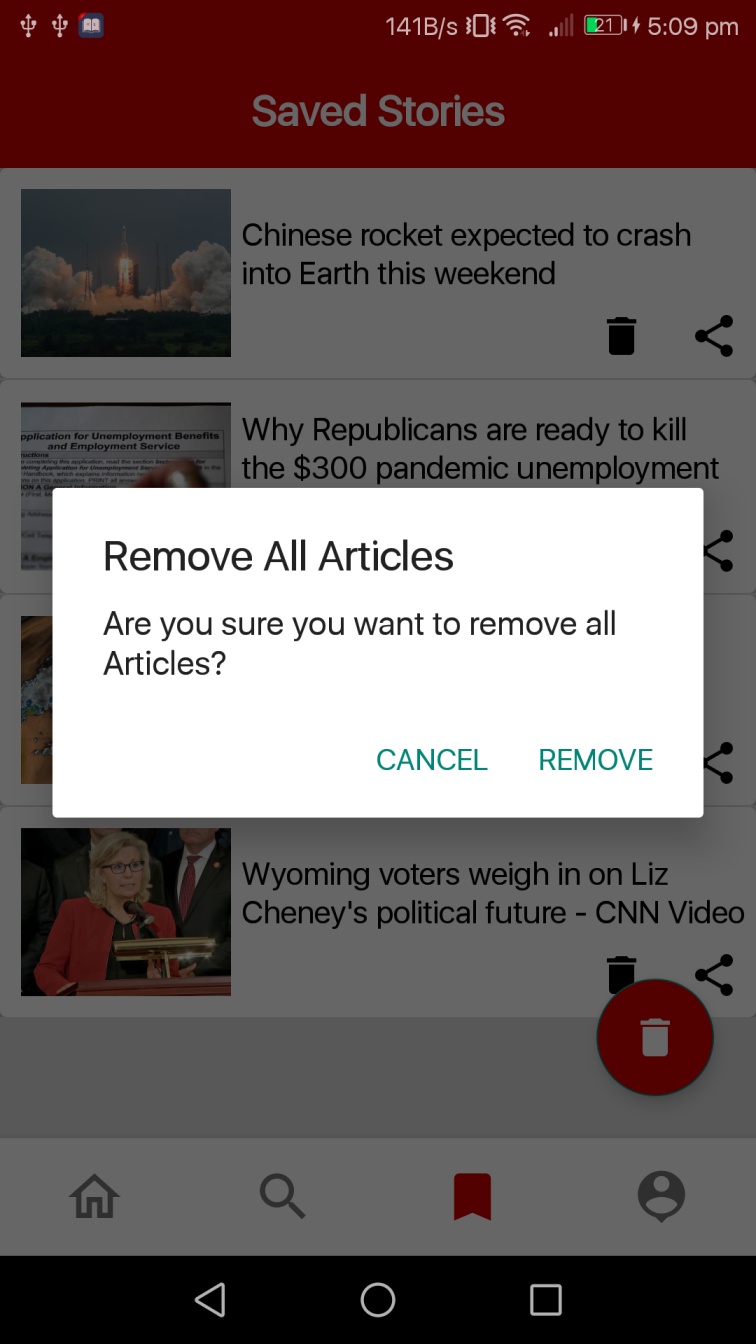 141B/s 21 5:09 pm
Saved Stories
Chinese rocket expected to crash
into Earth this weekend
pplication for Unemployment Benefits
and Employment Service
Why Republicans are ready to kill
the $300 pandemic unemployment
Remove All Articles
Are you sure you want to remove all
Articles?
CANCEL REMOVE
Wyoming voters weigh in on Liz
Cheney's political future - CNN Video